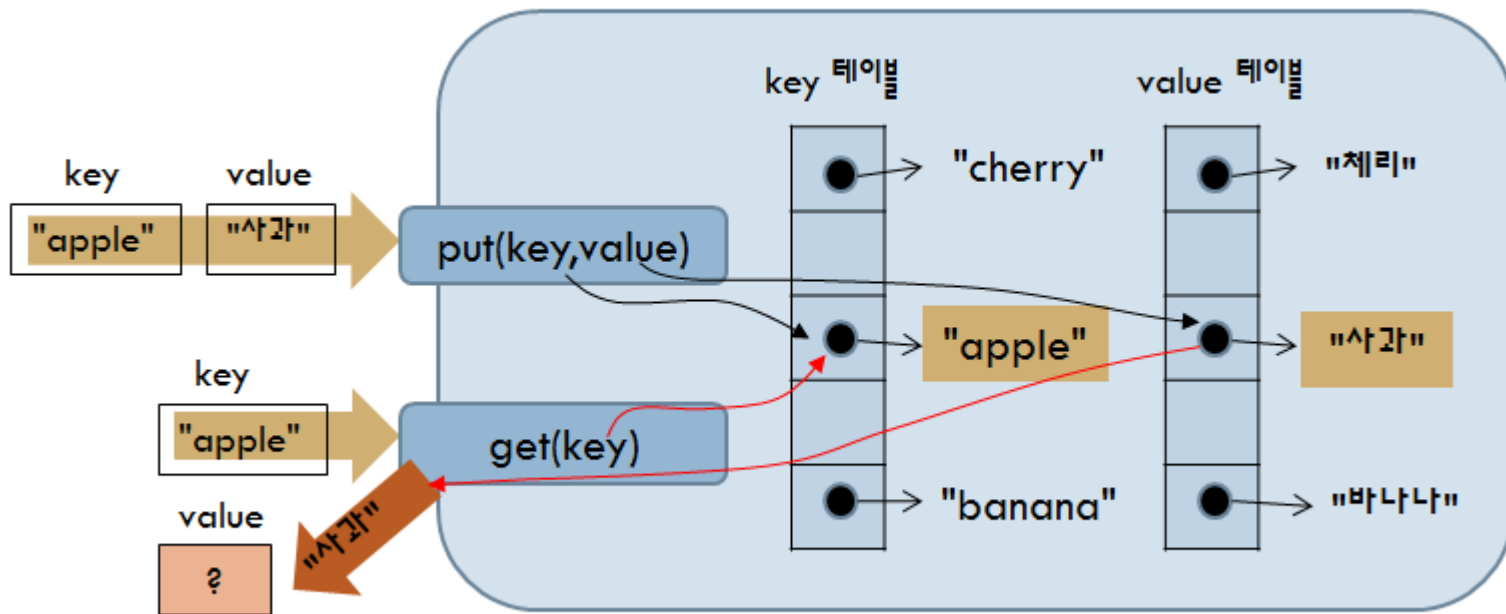 key 테이블
value 테이블
"cherry"
"체리"
key
value
"apple"
"사과"
put(key,value)
"apple"
"사과"
key
"apple"
get(key)
"banana"
"바나나"
value
"사과"
?